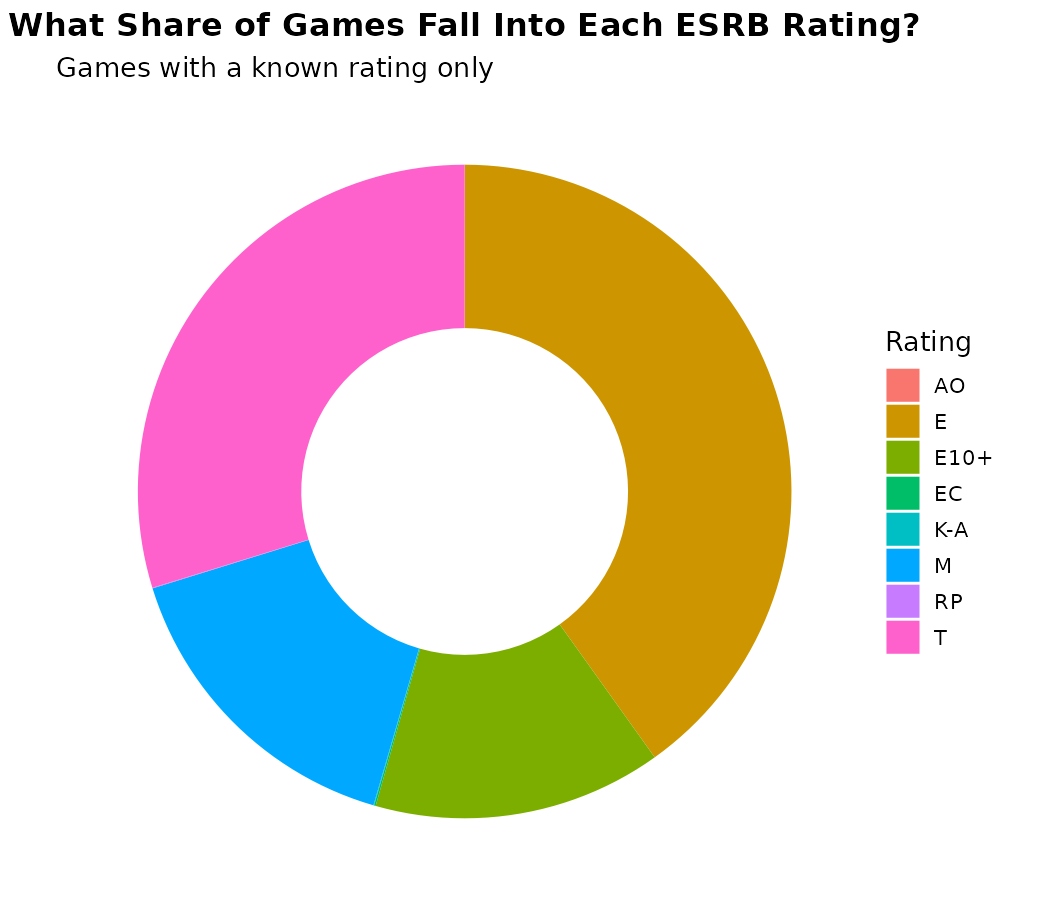 What Share of Games Fall Into Each ESRB Rating?
Games with a known rating only
Rating
AO
E
E10+
EC
K-A
M
RP
T